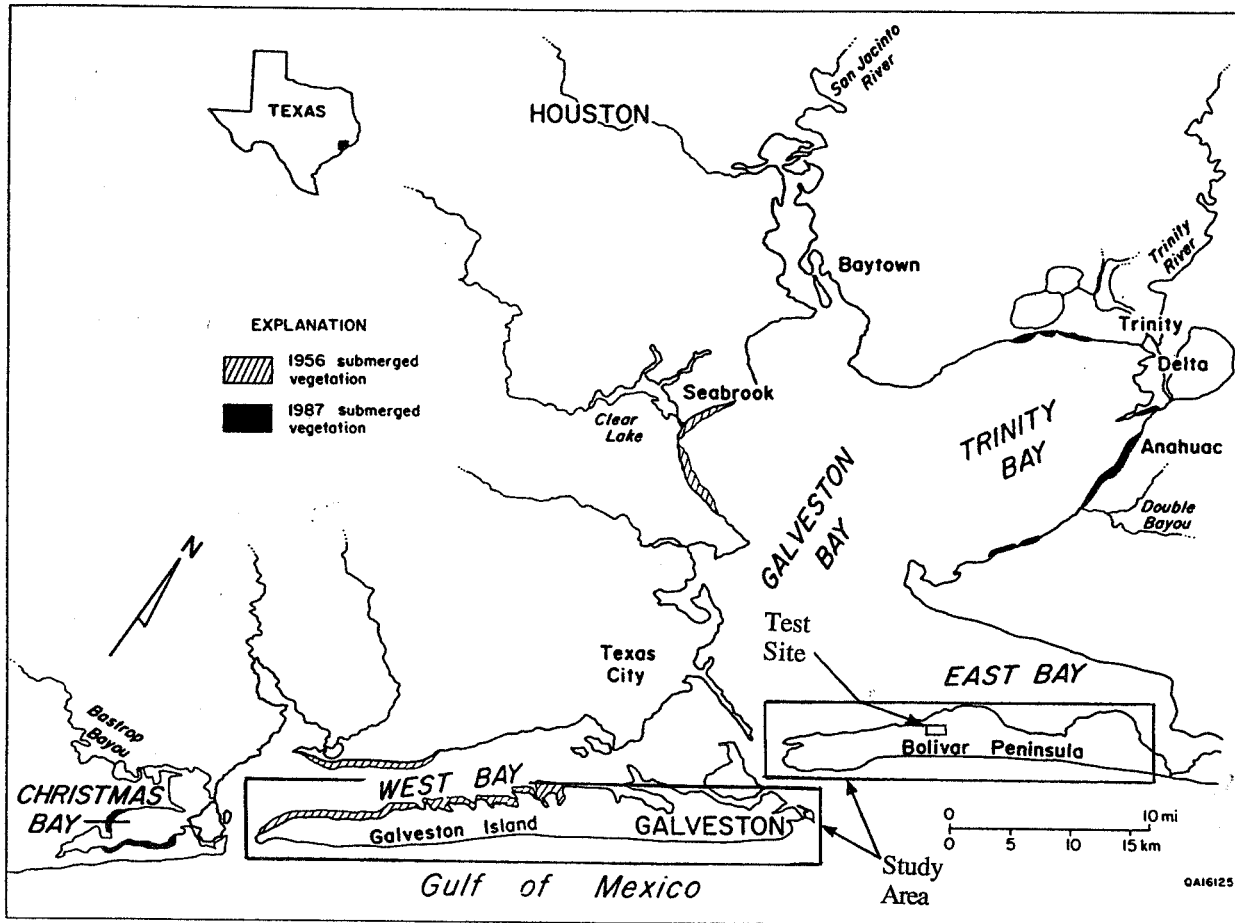 TEXAS
HOUSTON
San Jacinto
River
Baytown
Trinity
River
Trinity
Delta
EXPLANATION
1956 submerged
vegetation
1987 submerged
vegetation
Seabrook
Clear
Lake
TRINITY
BAY
Anahuac
Double
Bayou
GALVESTON
BAY
N
Test
Site
Texas
City
EAST BAY
Bastrop
Bayou
Bolivar Peninsula
WEST BAY
CHRISTMAS
BAY
Galveston Island
GALVESTON
0 10 mi
0 5 10 15 km
Study
Area
Gulf of Mexico
QA16125